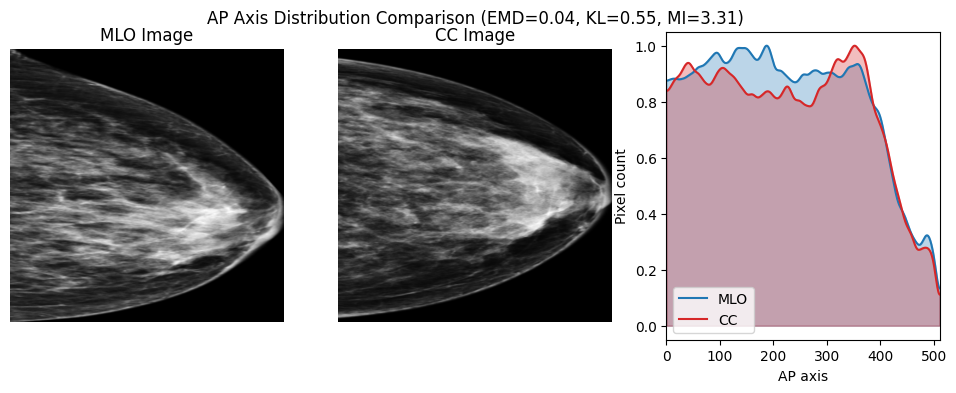 AP Axis Distribution Comparison (EMD=0.04, KL=0.55, MI=3.31)
MLO Image
CC Image
Pixel count
1.0
0.8
0.6
0.4
0.2
0.0
MLO
CC
0 100 200 300 400 500
AP axis